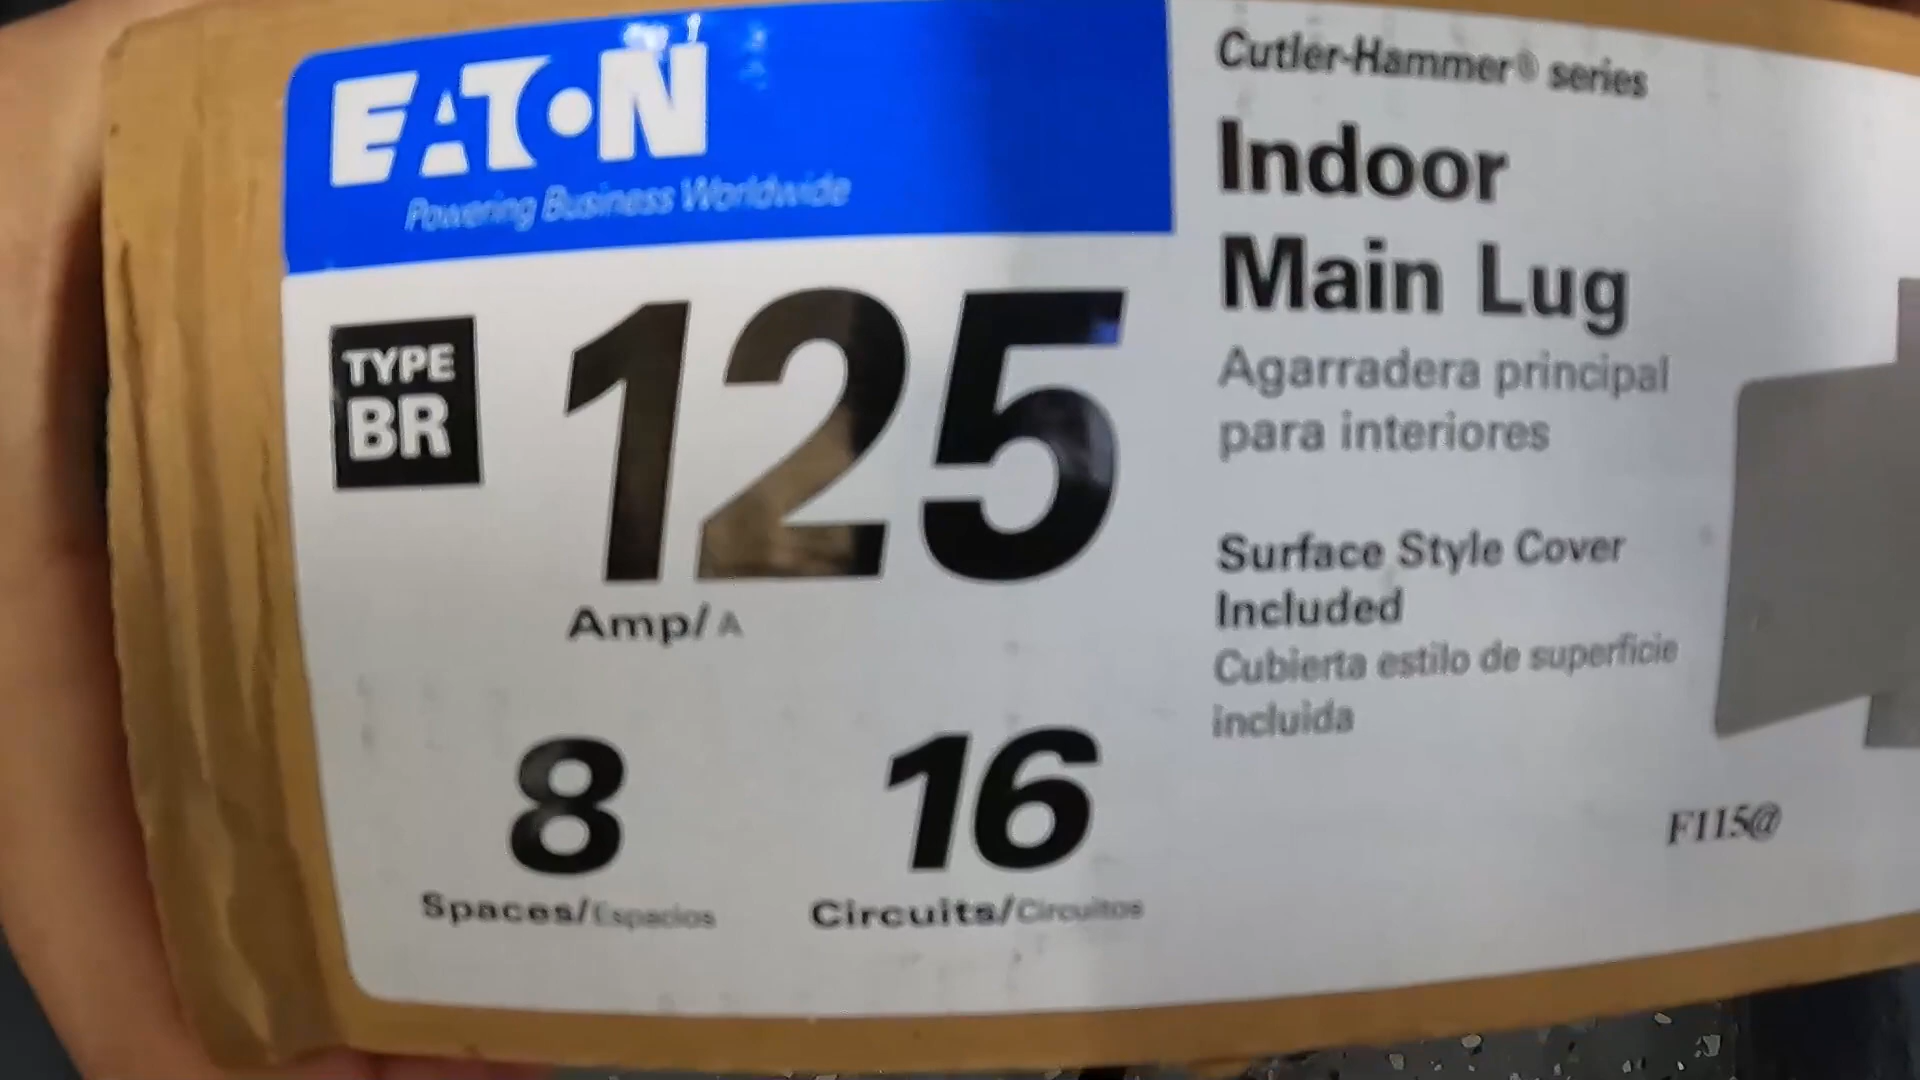 EATON
Powering Business Worldwide
TYPE
BR
125
Amp/A
8
Spaces/Espacios
16
Circuits/Circuitos
Cutler-Hammer® series
Indoor
Main Lug
Agarradera principal
para interiores
Surface Style Cover
Included
Cubierta estilo de superficie
incluida
F115@